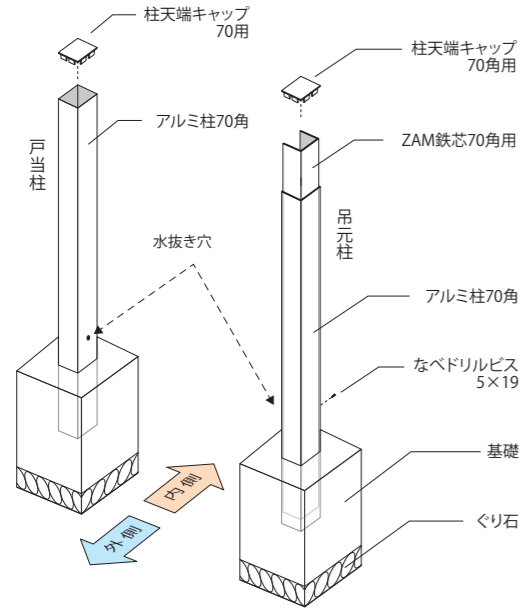 柱天端キャップ
70用
アルミ柱70角
戸当柱
水抜き穴
柱天端キャップ
70角用
ZAM鉄芯70角用
吊元柱
アルミ柱70角
なベドリルビス
5×19
基礎
ぐり石
内側
外側